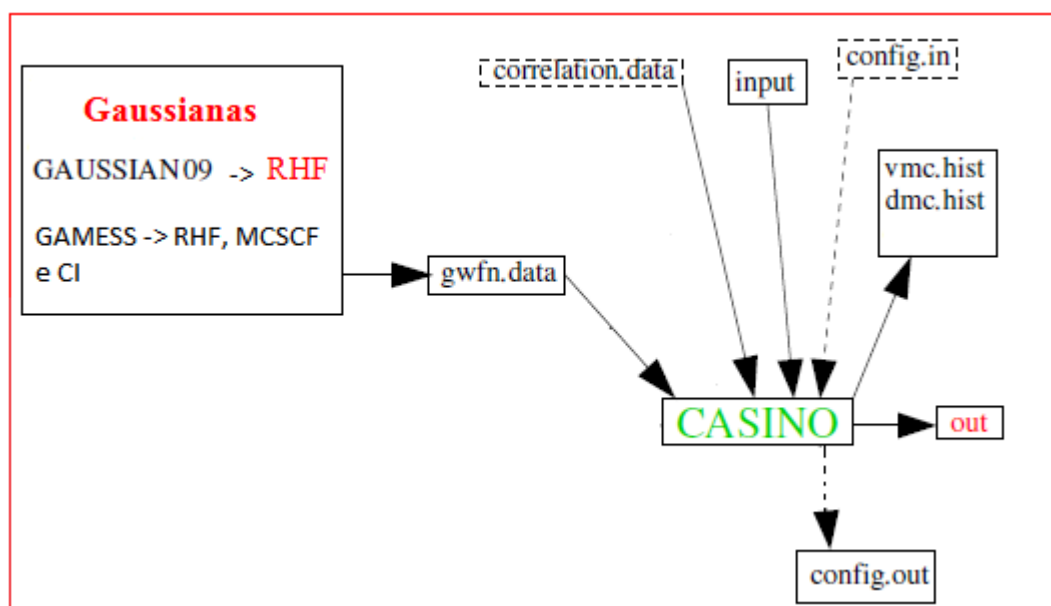 Gaussianas
GAUSSIAN09 -> RHF
GAMESS -> RHF, MCSCF
e CI
gwfn.data
correlation.data
input
config.in
vmc.hist
dmc.hist
CASINO
out
config.out